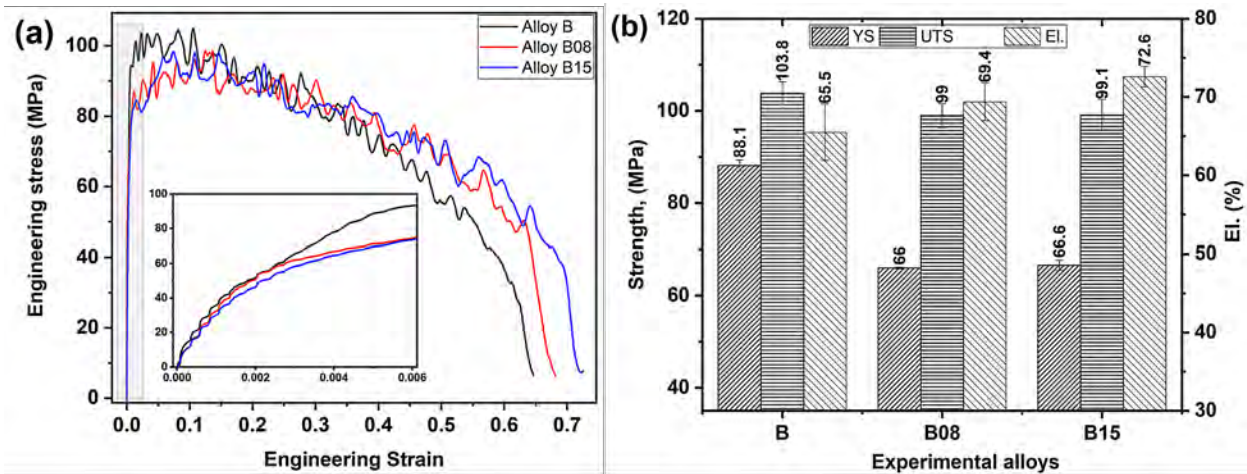 (a)
Alloy B
Alloy B08
Alloy B15
Engineering stress (MPa)
100
80
60
40
20
0
100
80
60
40
20
0
0.000 0.002 0.004 0.006
0.0 0.1 0.2 0.3 0.4 0.5 0.6 0.7
Engineering Strain
(b)
YS UTS El.
Strength, (MPa)
120
100
80
60
40
88.1
103.8
65.5
66
99
69.4
66.6
99.1
72.6
80
70
60
50
40
30
El. (%)
B B08 B15
Experimental alloys